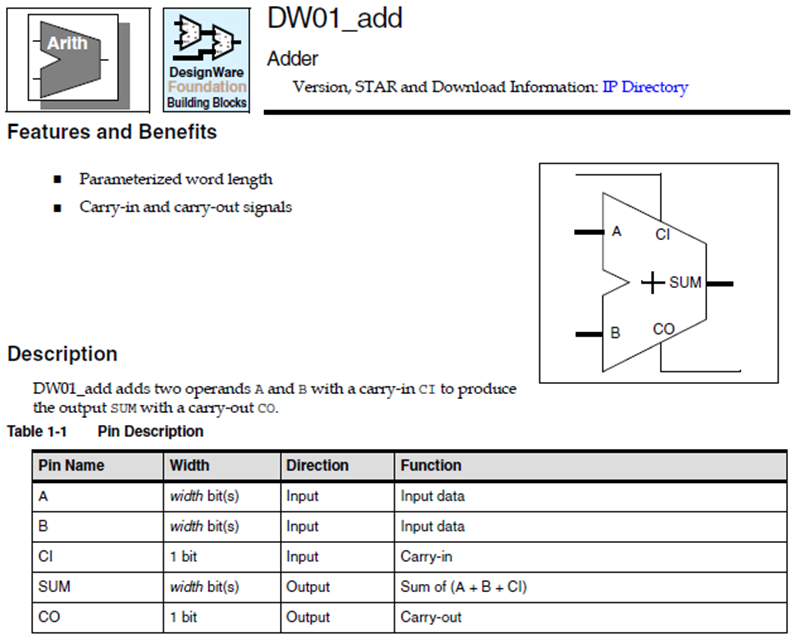 Arith
DesignWare
Foundation
Building Blocks
DW01_add
Adder
Version, STAR and Download Information: IP Directory
Features and Benefits
■ Parameterized word length
■ Carry-in and carry-out signals
A
CI
+ SUM
B
CO
Description
DW01_add adds two operands A and B with a carry-in CI to produce
the output SUM with a carry-out CO.
Table 1-1 Pin Description
Pin Name Width Direction Function
A width bit(s) Input Input data
B width bit(s) Input Input data
CI 1 bit Input Carry-in
SUM width bit(s) Output Sum of (A + B + CI)
CO 1 bit Output Carry-out